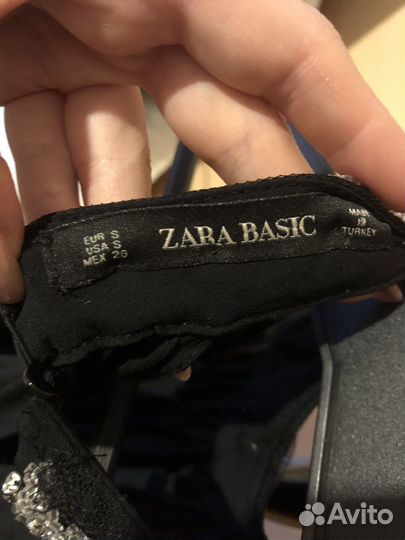 EUR S
USA S
MEX 26
ZARA BASIC
MADE
IN
TURKEY
Avito